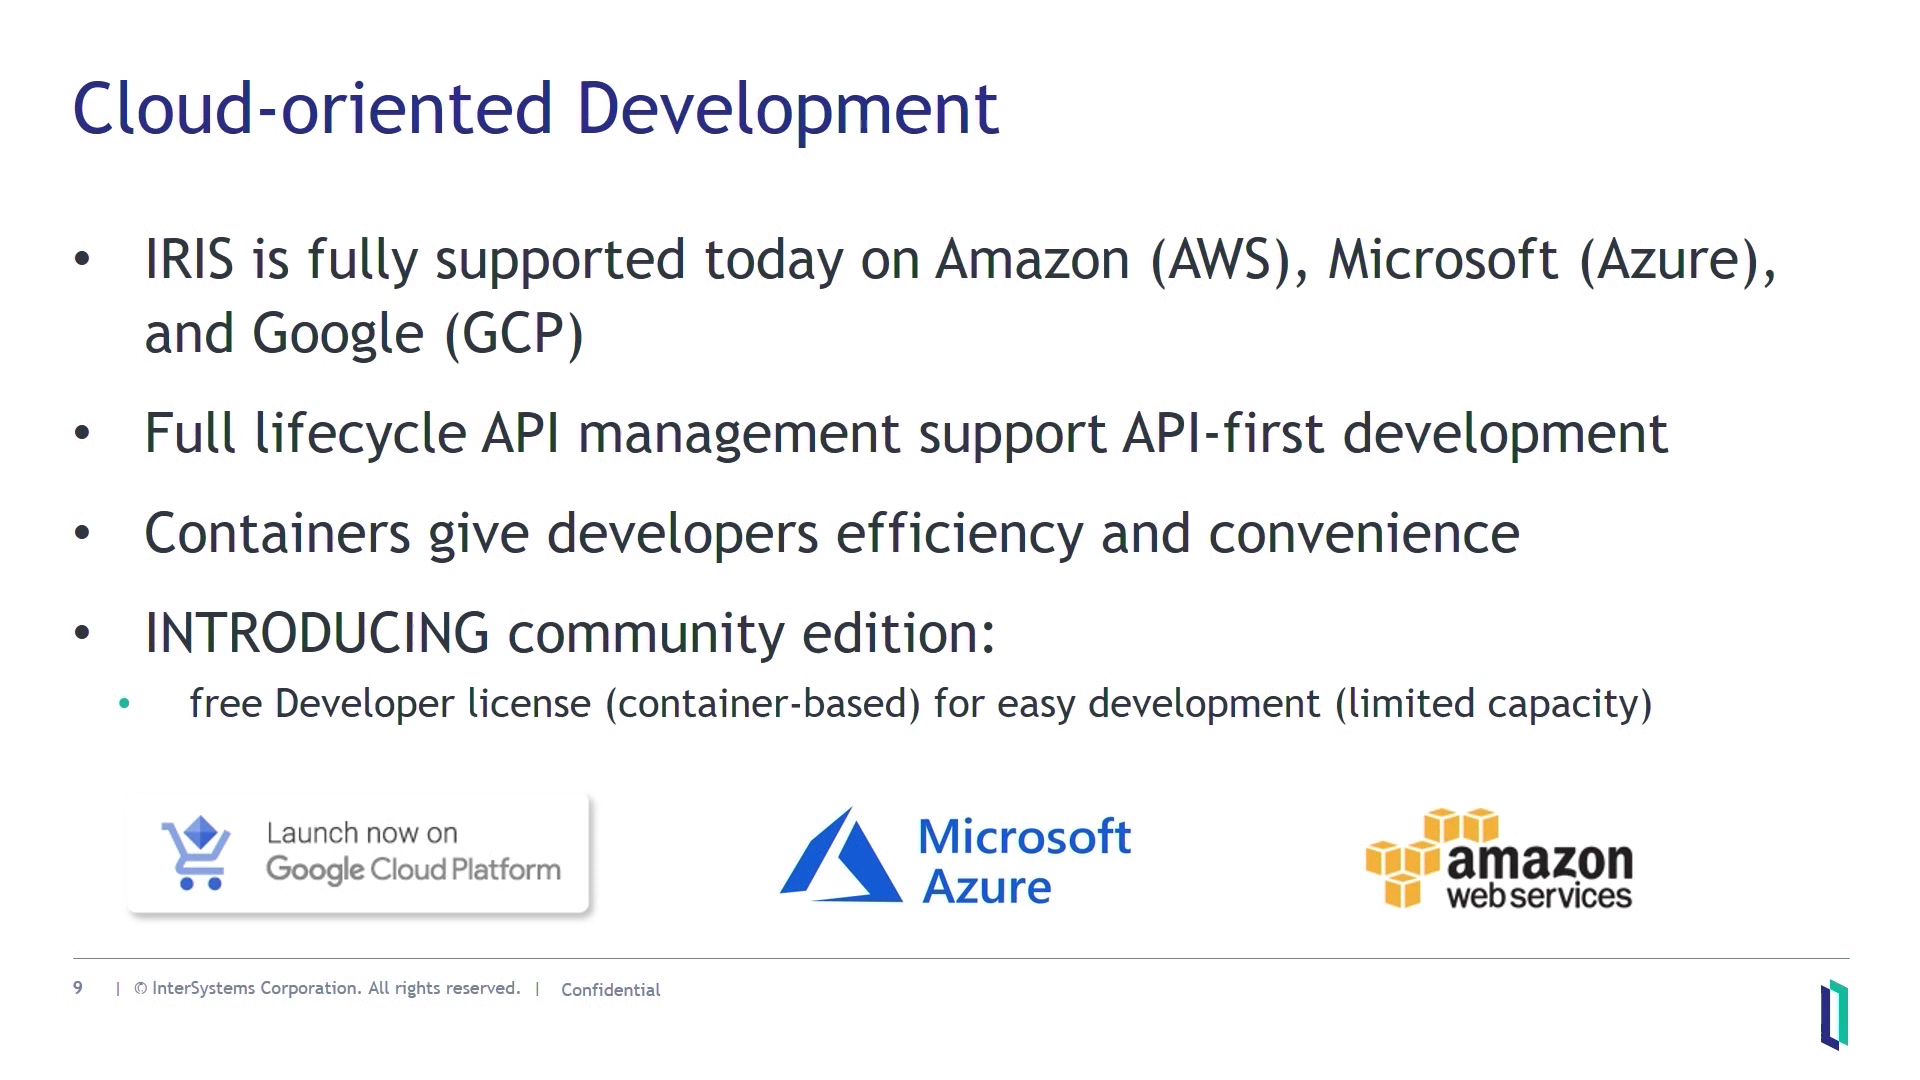 Cloud-oriented Development
• IRIS is fully supported today on Amazon (AWS), Microsoft (Azure),
and Google (GCP)
• Full lifecycle API management support API-first development
• Containers give developers efficiency and convenience
• INTRODUCING community edition:
• free Developer license (container-based) for easy development (limited capacity)
Launch now on
Google Cloud Platform
Microsoft
Azure
amazon
web services
9 | © InterSystems Corporation. All rights reserved. | Confidential